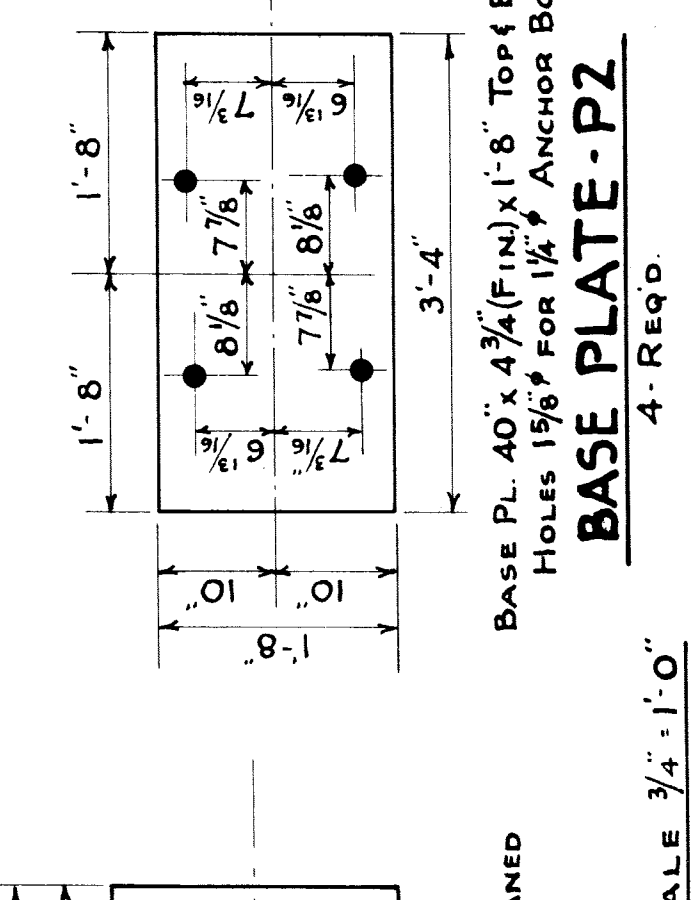 1'-8"
1'-8"
7 3/16
6 13/16
7 7/8"
8 1/8"
8 1/8"
7 7/8"
6 13/16"
7 3/16"
3'-4"
10"
10"
1'-8"
BASE PL. 40" x 4 3/4" (FIN.) x 1'-8" TOP &
HOLES 1 5/8" ϕ FOR 1 1/4" ϕ ANCHOR
BASE PLATE-P2
4-REQ'D.
3/4" = 1'-0"